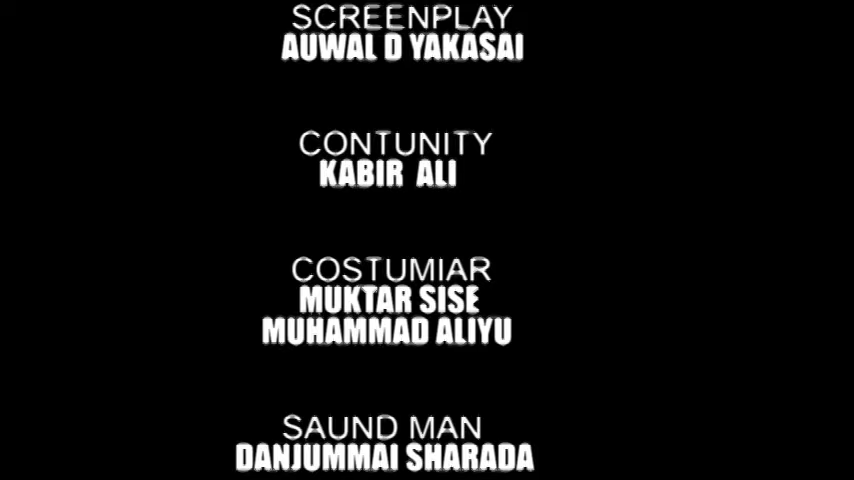 SCREENPLAY
AUWAL D YAKASAI
CONTUNITY
KABIR ALI
COSTUMIAR
MUKTAR SISE
MUHAMMAD ALIYU
SAUND MAN
DANJUMMAI SHARADA